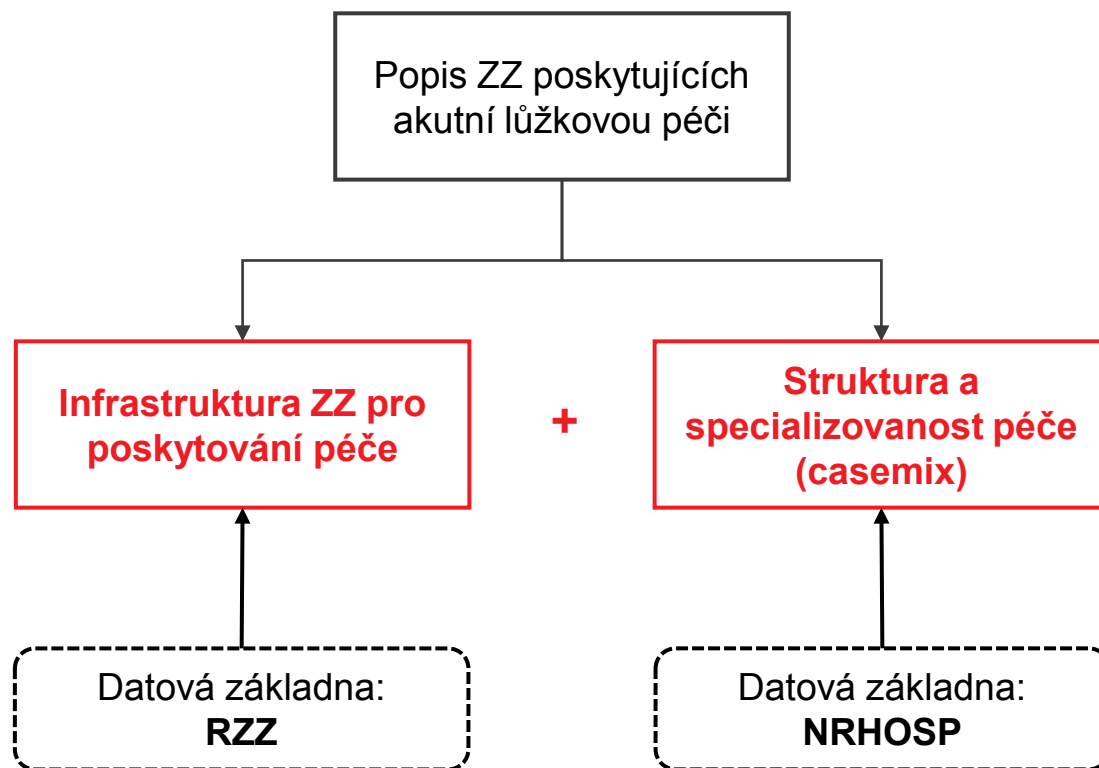 Popis ZZ poskytujících
akutní lůžkovou péči
Infrastruktura ZZ pro
poskytování péče
+
Struktura a
specializovanost péče
(casemix)
Datová základna:
RZZ
Datová základna:
NRHOSP